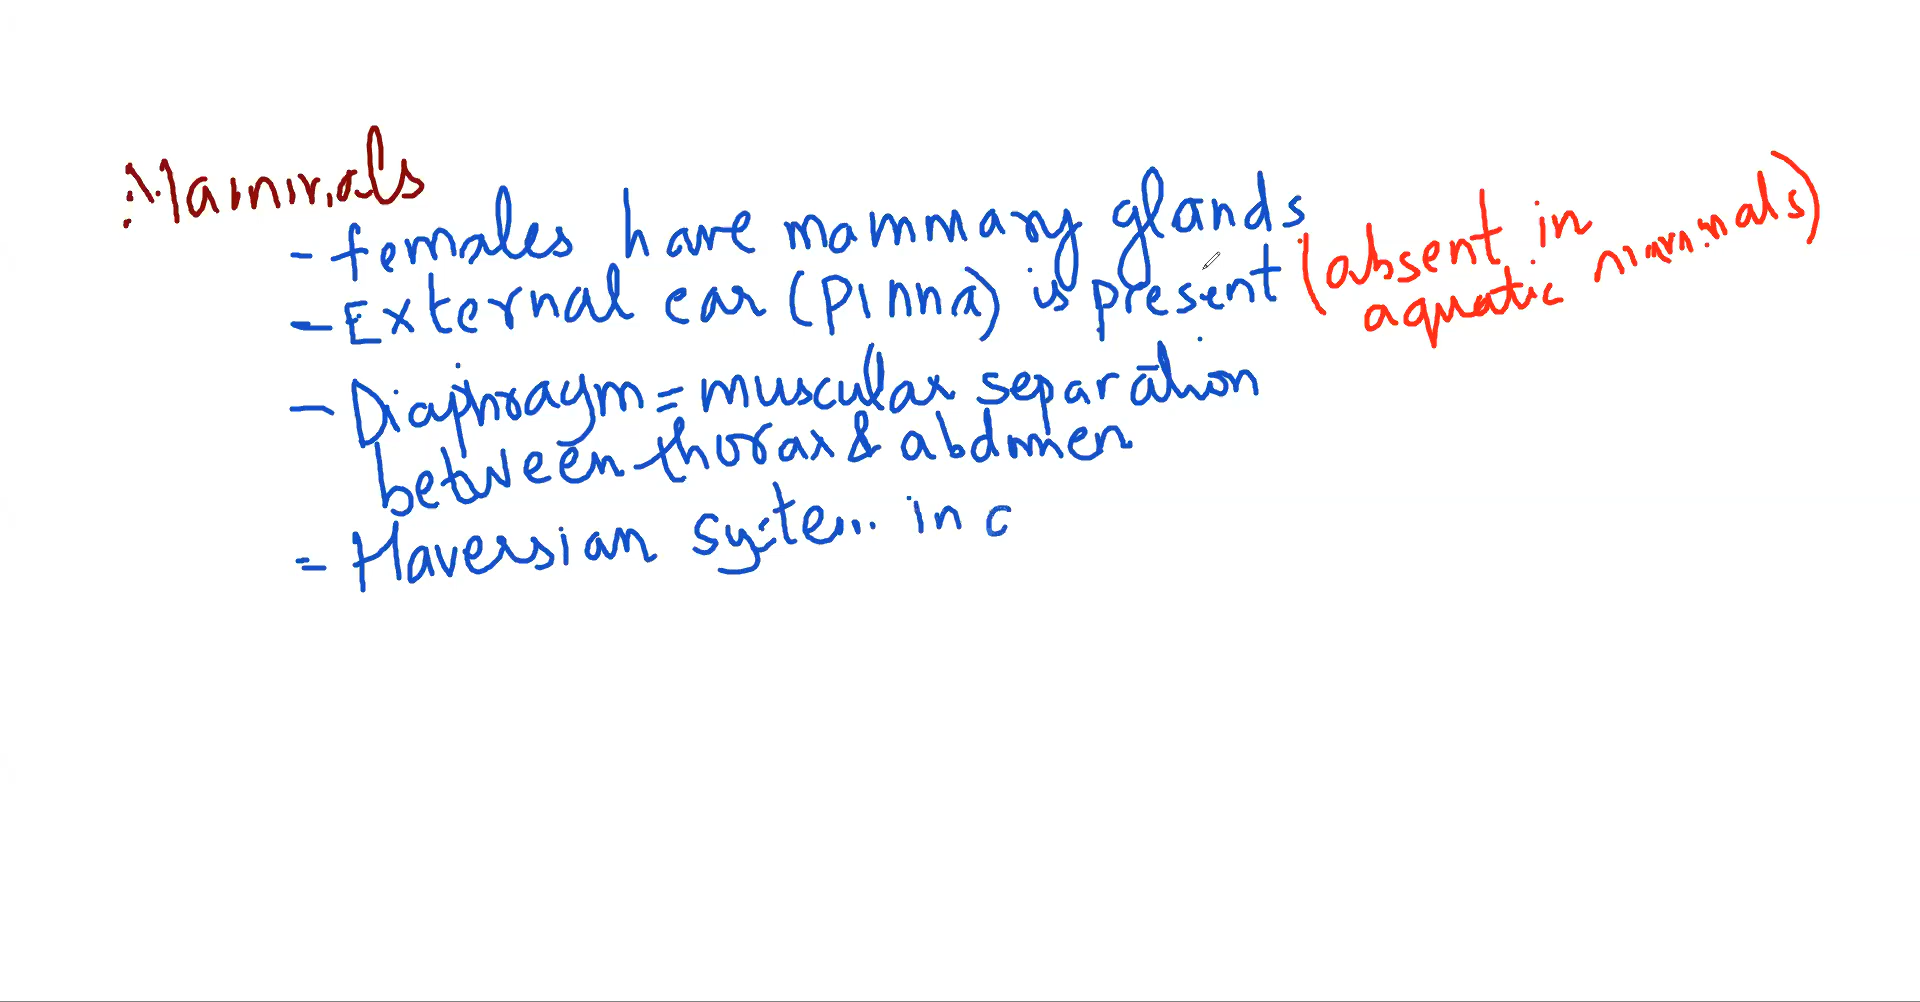 Mammals
- females have mammary glands
- External ear (Pinna) is present (absent in
aquatic mammals)
- Diaphragm = muscular separation
between thorax & abdomen
= Haversian system in c